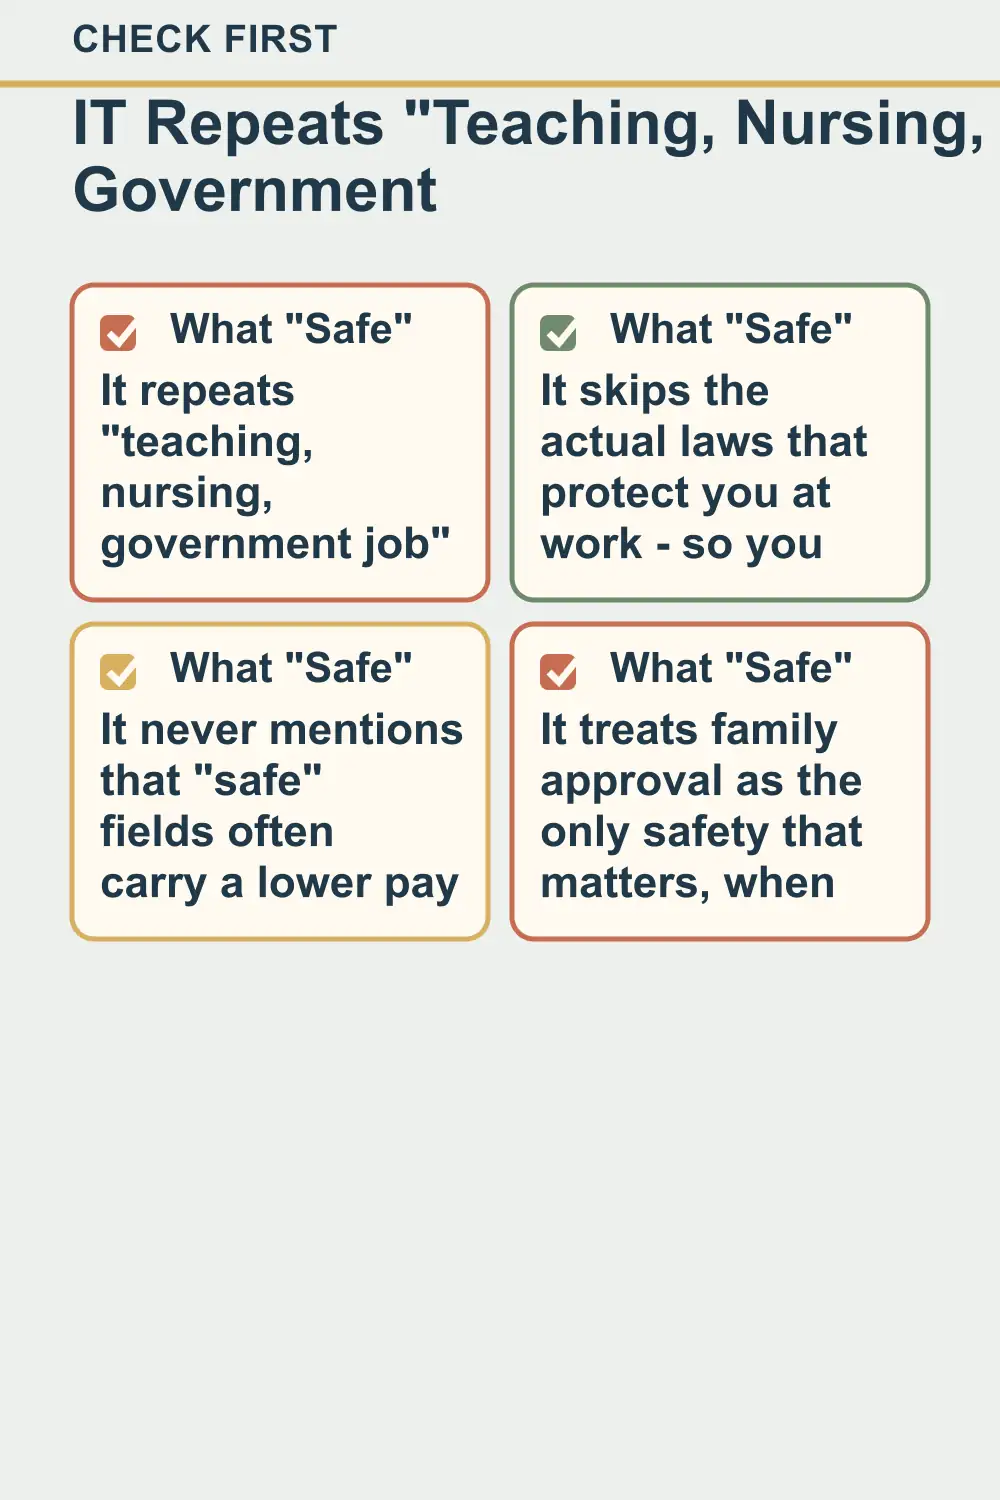 CHECK FIRST
IT Repeats "Teaching, Nursing,
Government
What "Safe"
It repeats
"teaching,
nursing,
government job"
What "Safe"
It skips the
actual laws that
protect you at
work - so you
What "Safe"
It never mentions
that "safe"
fields often
carry a lower pay
What "Safe"
It treats family
approval as the
only safety that
matters, when